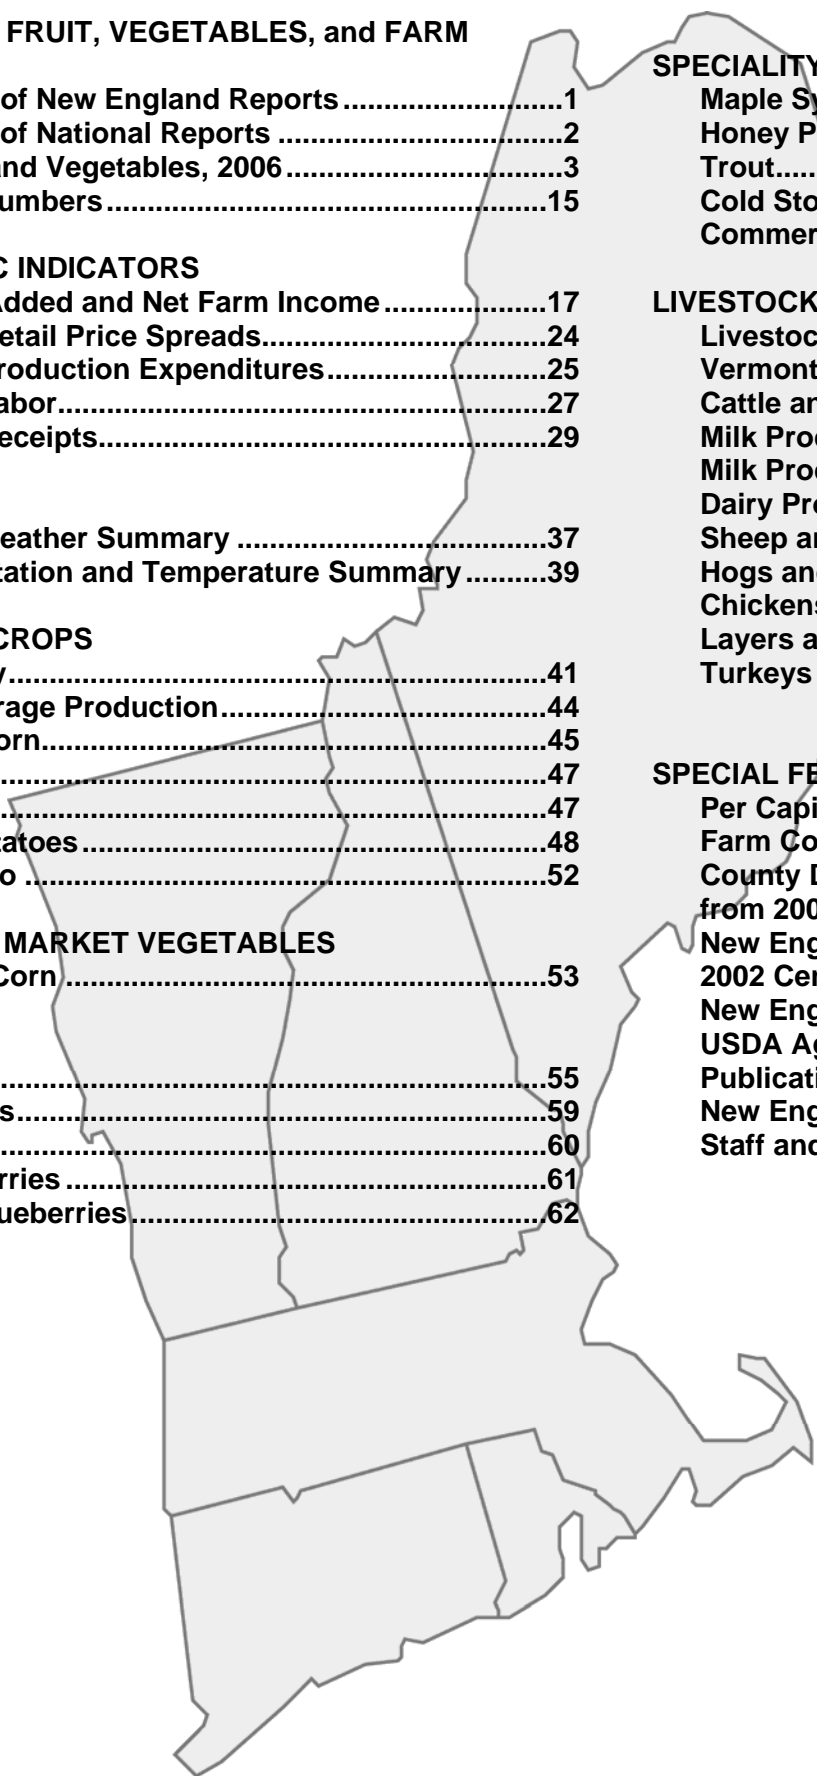 FRUIT, VEGETABLES, and FARM
of New England Reports...........................1
of National Reports ...................................2
and Vegetables, 2006..................................3
umbers......................................................15
C INDICATORS
Added and Net Farm Income....................17
etail Price Spreads...................................24
roduction Expenditures...........................25
abor............................................................27
eceipts.......................................................29
eather Summary ......................................37
tation and Temperature Summary..........39
CROPS
y..................................................................41
rage Production........................................44
orn..............................................................45
...................................................................47
...................................................................47
tatoes .........................................................48
o ................................................................52
MARKET VEGETABLES
Corn ...........................................................53
...................................................................55
s.................................................................59
...................................................................60
rries ...........................................................61
ueberries...................................................62
SPECIALITY
Maple Sy
Honey P
Trout.....
Cold Sto
Commer
LIVESTOCK
Livestoc
Vermont
Cattle an
Milk Prod
Milk Prod
Dairy Pro
Sheep an
Hogs and
Chickens
Layers a
Turkeys
SPECIAL FE
Per Capi
Farm Co
County D
from 200
New Eng
2002 Cen
New Eng
USDA Ag
Publicati
New Eng
Staff and